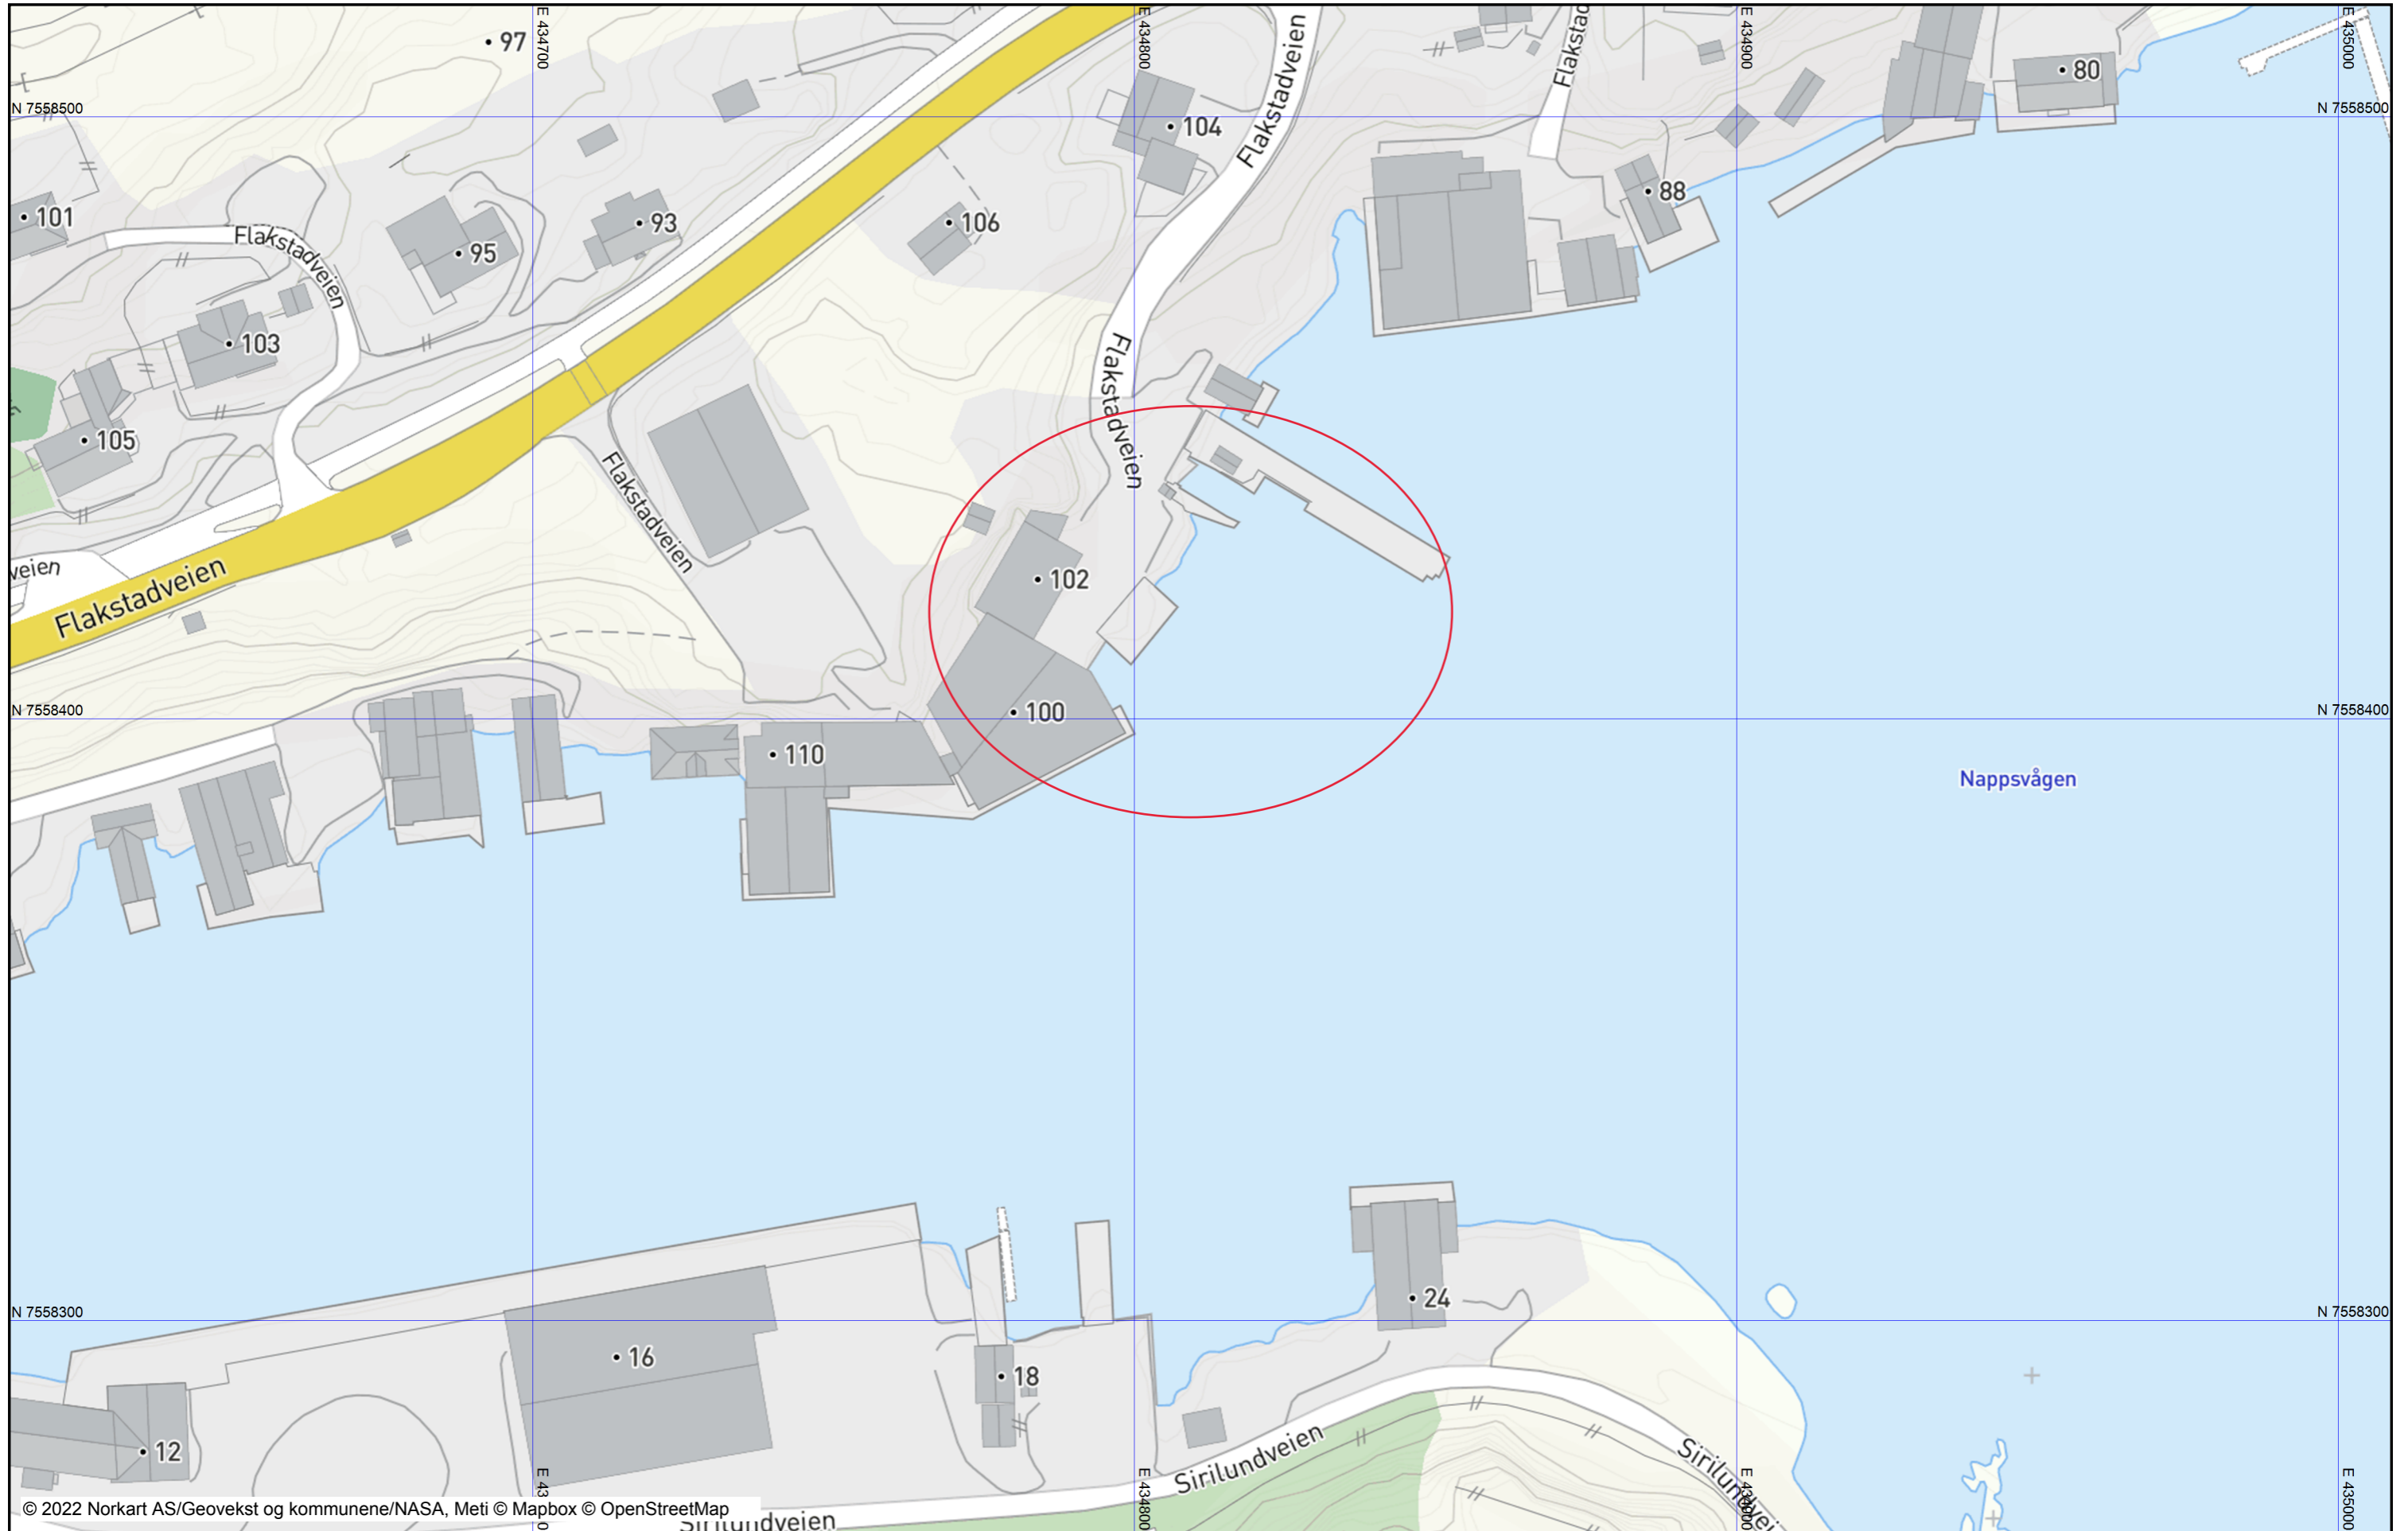 E 434700
E 434800
E 434900
E 435000
97
Flakstadveien
80
N 7558500
N 7558500
104
101
Flakstadveien
95
93
106
88
103
Flakstadveien
105
Flakstadveien
veien
Flakstadveien
102
N 7558400
100
N 7558400
110
Nappsvågen
N 7558300
24
N 7558300
16
18
12
Sirilundveien
E 434800
E 435000
© 2022 Norkart AS/Geovekst og kommunene/NASA, Meti © Mapbox © OpenStreetMap
Sirilundveien